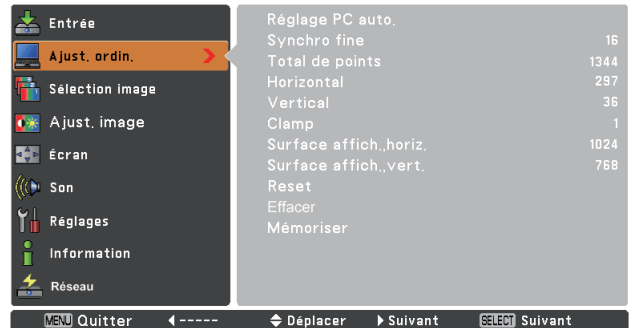 Entrée
Ajust. ordin.
Sélection image
Ajust. image
Écran
Son
Réglages
Information
Réseau
Réglage PC auto.
Synchro fine 16
Total de points 1344
Horizontal 297
Vertical 36
Clamp 1
Surface affich.,horiz. 1024
Surface affich.,vert. 768
Reset
Effacer
Mémoriser
MENU Quitter ----- Déplacer Suivant SELECT Suivant